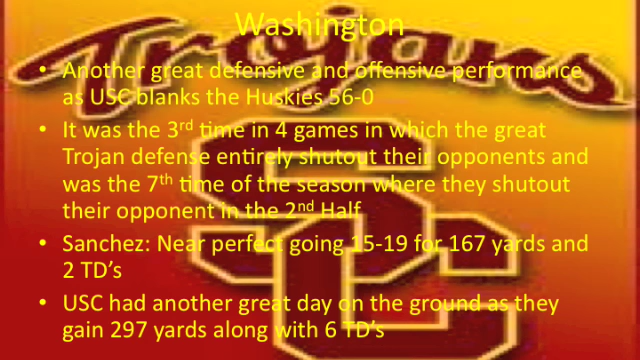 Washington
Trojans
• Another great defensive and offensive performance
as USC blanks the Huskies 56-0
• It was the 3rd time in 4 games in which the great
Trojan defense entirely shutout their opponents and
was the 7th time of the season where they shutout
their opponent in the 2nd Half
• Sanchez: Near perfect going 15-19 for 167 yards and
2 TD’s
• USC had another great day on the ground as they
gain 297 yards along with 6 TD’s
SC